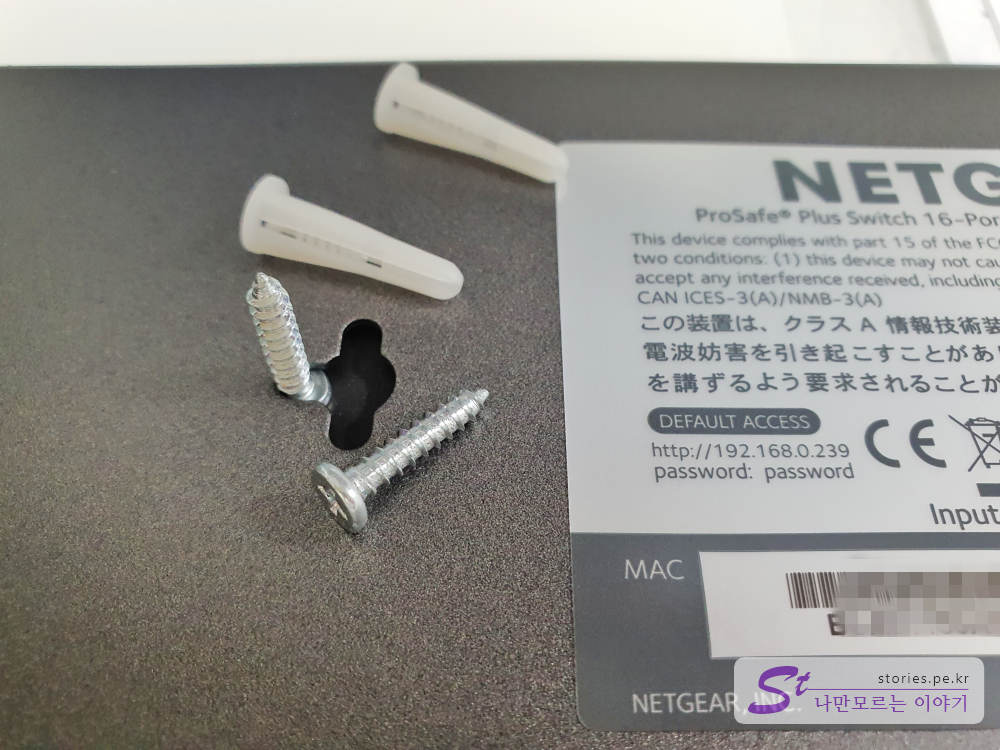 NETG
ProSafe® Plus Switch 16-Por
This device complies with part 15 of the FC
two conditions: (1) this device may not cau
accept any interference received, including
CAN ICES-3(A)/NMB-3(A)
この装置は、クラス A 情報技術装
電波妨害を引き起こすことがあ
を講ずるよう要求されることが
DEFAULT ACCESS
http://192.168.0.239
password: password
CE
Input
MAC
NETGEAR, INC.
St
stories.pe.kr
나만모르는 이야기